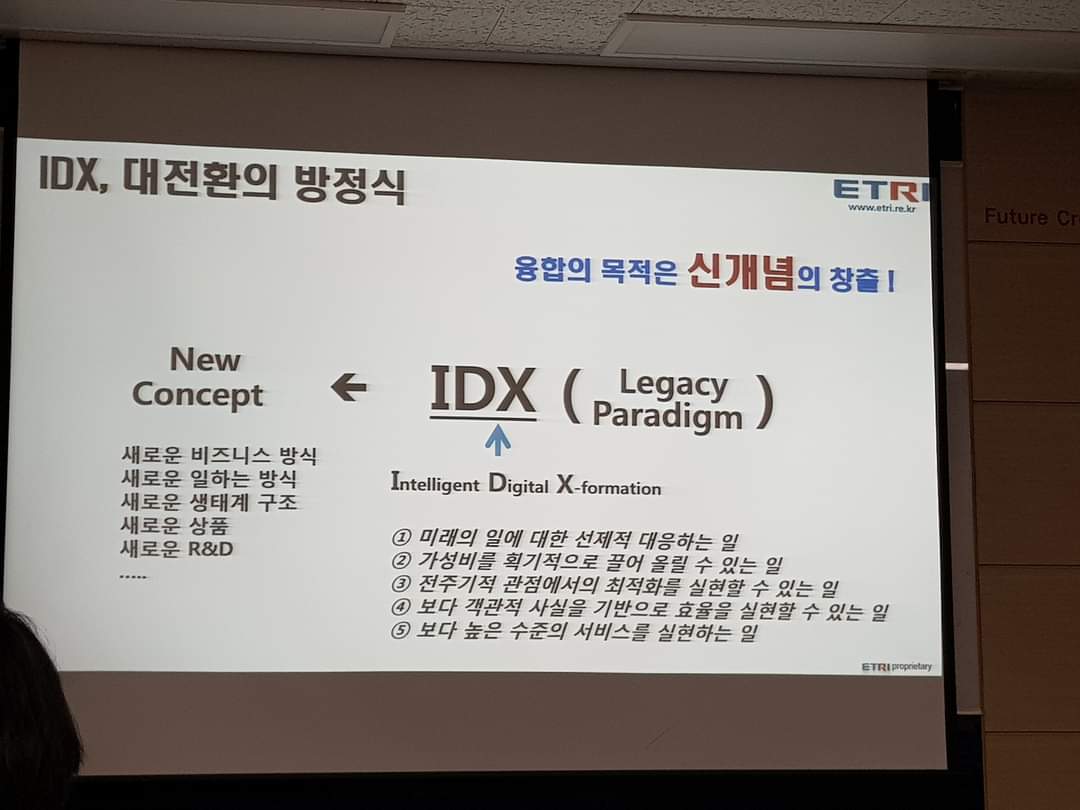 IDX, 대전환의 방정식
ETRI
www.etri.re.kr
Future
융합의 목적은 신개념의 창출 !
New
Concept
← IDX ( Legacy
Paradigm )
새로운 비즈니스 방식
새로운 일하는 방식
새로운 생태계 구조
새로운 상품
새로운 R&D
.....
Intelligent Digital X-formation
① 미래의 일에 대한 선제적 대응하는 일
② 가성비를 획기적으로 끌어 올릴 수 있는 일
③ 전주기적 관점에서의 최적화를 실현할 수 있는 일
④ 보다 객관적 사실을 기반으로 효율을 실현할 수 있는 일
⑤ 보다 높은 수준의 서비스를 실현하는 일
ETRI proprietary